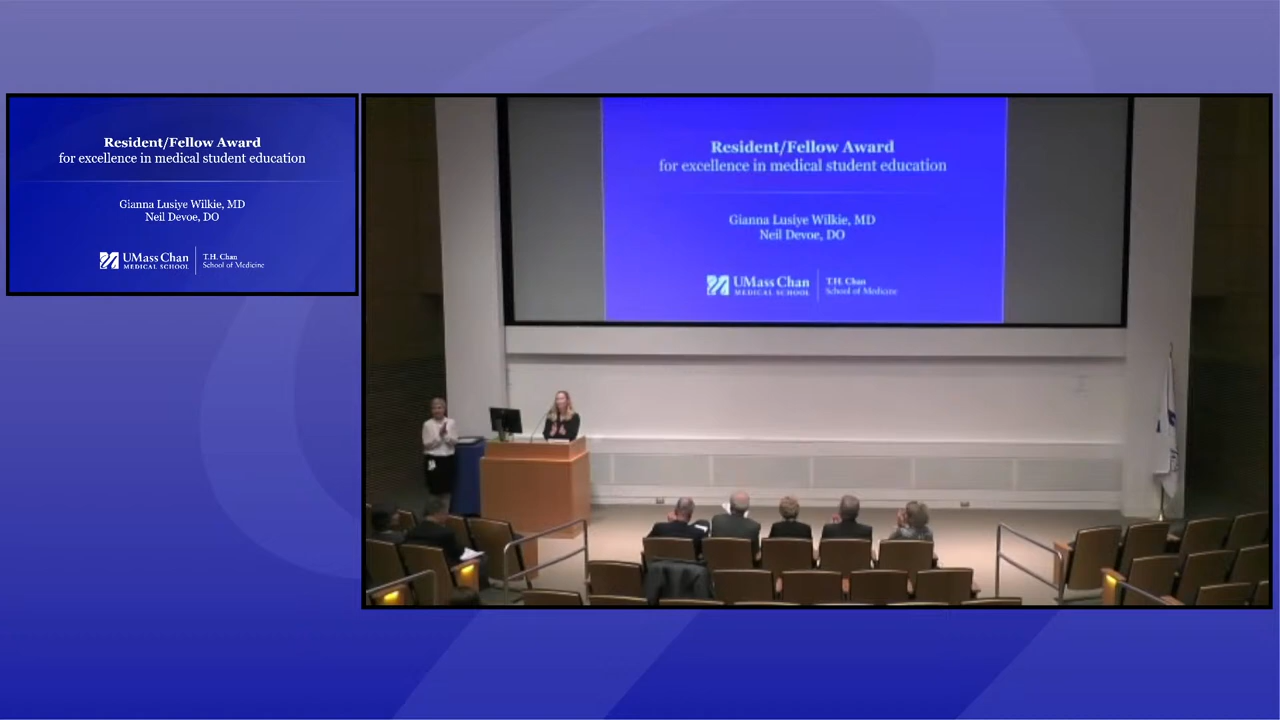 Resident/Fellow Award
for excellence in medical student education
Gianna Lusiye Wilkie, MD
Neil Devoe, DO
UMass Chan
MEDICAL SCHOOL
T.H. Chan
School of Medicine
Resident/Fellow Award
for excellence in medical student education
Gianna Lusiye Wilkie, MD
Neil Devoe, DO
UMass Chan
MEDICAL SCHOOL
T.H. Chan
School of Medicine